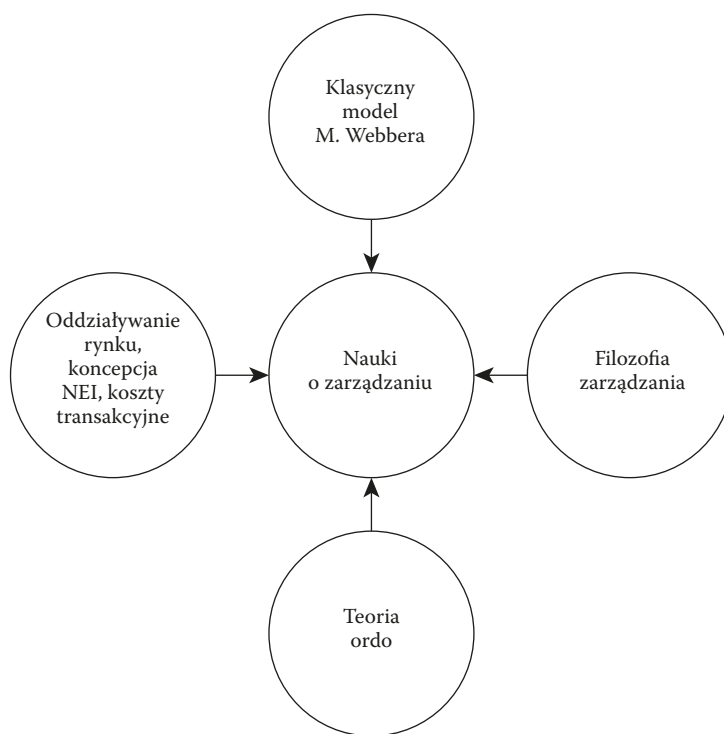 Klasyczny
model
M. Webbera
Oddziaływanie
rynku,
koncepcja
NEI, koszty
transakcyjne
Nauki
o zarządzaniu
Filozofia
zarządzania
Teoria
ordo